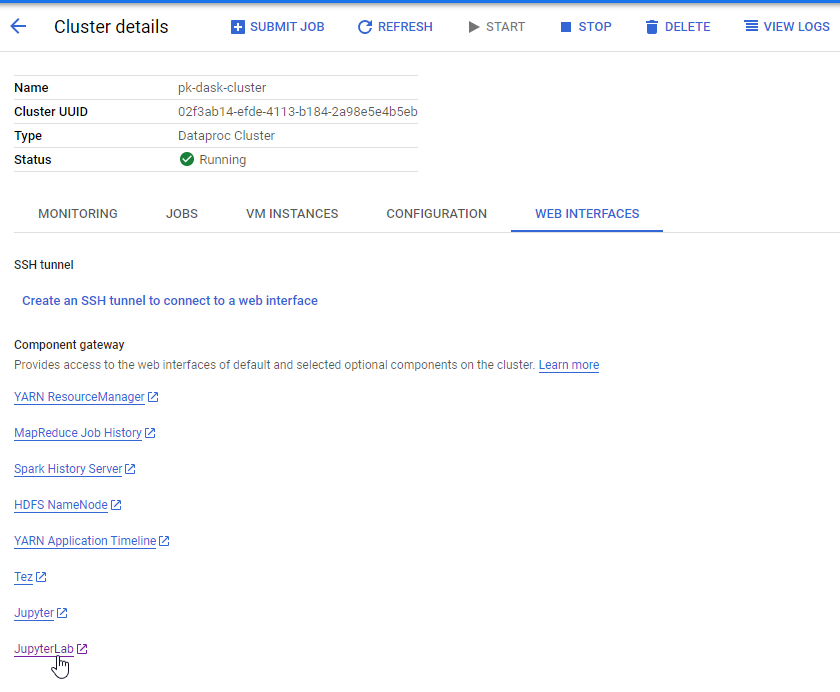 Cluster details SUBMIT JOB REFRESH START STOP DELETE VIEW LOGS
Name pk-dask-cluster
Cluster UUID 02f3ab14-efde-4113-b184-2a98e5e4b5eb
Type Dataproc Cluster
Status Running
MONITORING JOBS VM INSTANCES CONFIGURATION WEB INTERFACES
SSH tunnel
Create an SSH tunnel to connect to a web interface
Component gateway
Provides access to the web interfaces of default and selected optional components on the cluster. Learn more
YARN ResourceManager
MapReduce Job History
Spark History Server
HDFS NameNode
YARN Application Timeline
Tez
Jupyter
JupyterLab